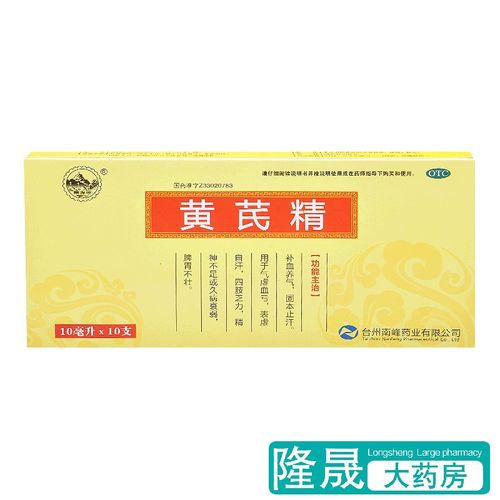 请仔细阅读说明书并按说明使用或在药师指导下购买和使用。
OTC
国药准字Z33020783
黄芪精
【功能主治】
补血养气，固本止汗。
用于气虚血亏，表虚
自汗，四肢乏力，精
神不足或久病衰弱，
脾胃不壮。
10毫升x10支
台州南峰药业有限公司
Taizhou Nanfeng Pharmaceutical Co., Ltd
隆晟
Longsheng Large pharmacy
大药房